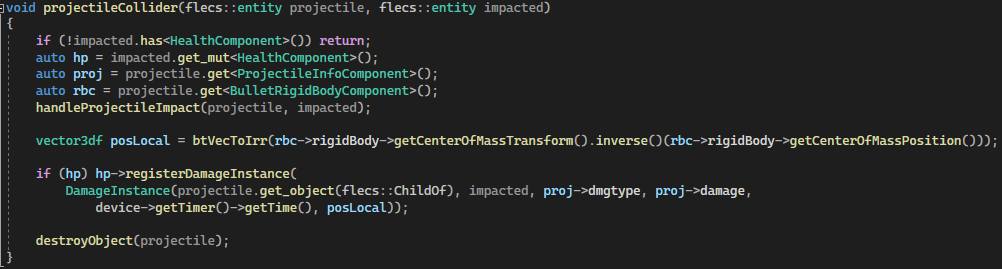 void projectileCollider(flecs::entity projectile, flecs::entity impacted)
{
if (!impacted.has<HealthComponent>()) return;
auto hp = impacted.get_mut<HealthComponent>();
auto proj = projectile.get<ProjectileInfoComponent>();
auto rbc = projectile.get<BulletRigidBodyComponent>();
handleProjectileImpact(projectile, impacted);
vector3df posLocal = btVecToIrr(rbc->rigidBody->getCenterOfMassTransform().inverse()(rbc->rigidBody->getCenterOfMassPosition()));
if (hp) hp->registerDamageInstance(
DamageInstance(projectile.get_object(flecs::ChildOf), impacted, proj->dmgtype, proj->damage,
device->getTimer()->getTime(), posLocal));
destroyObject(projectile);
}